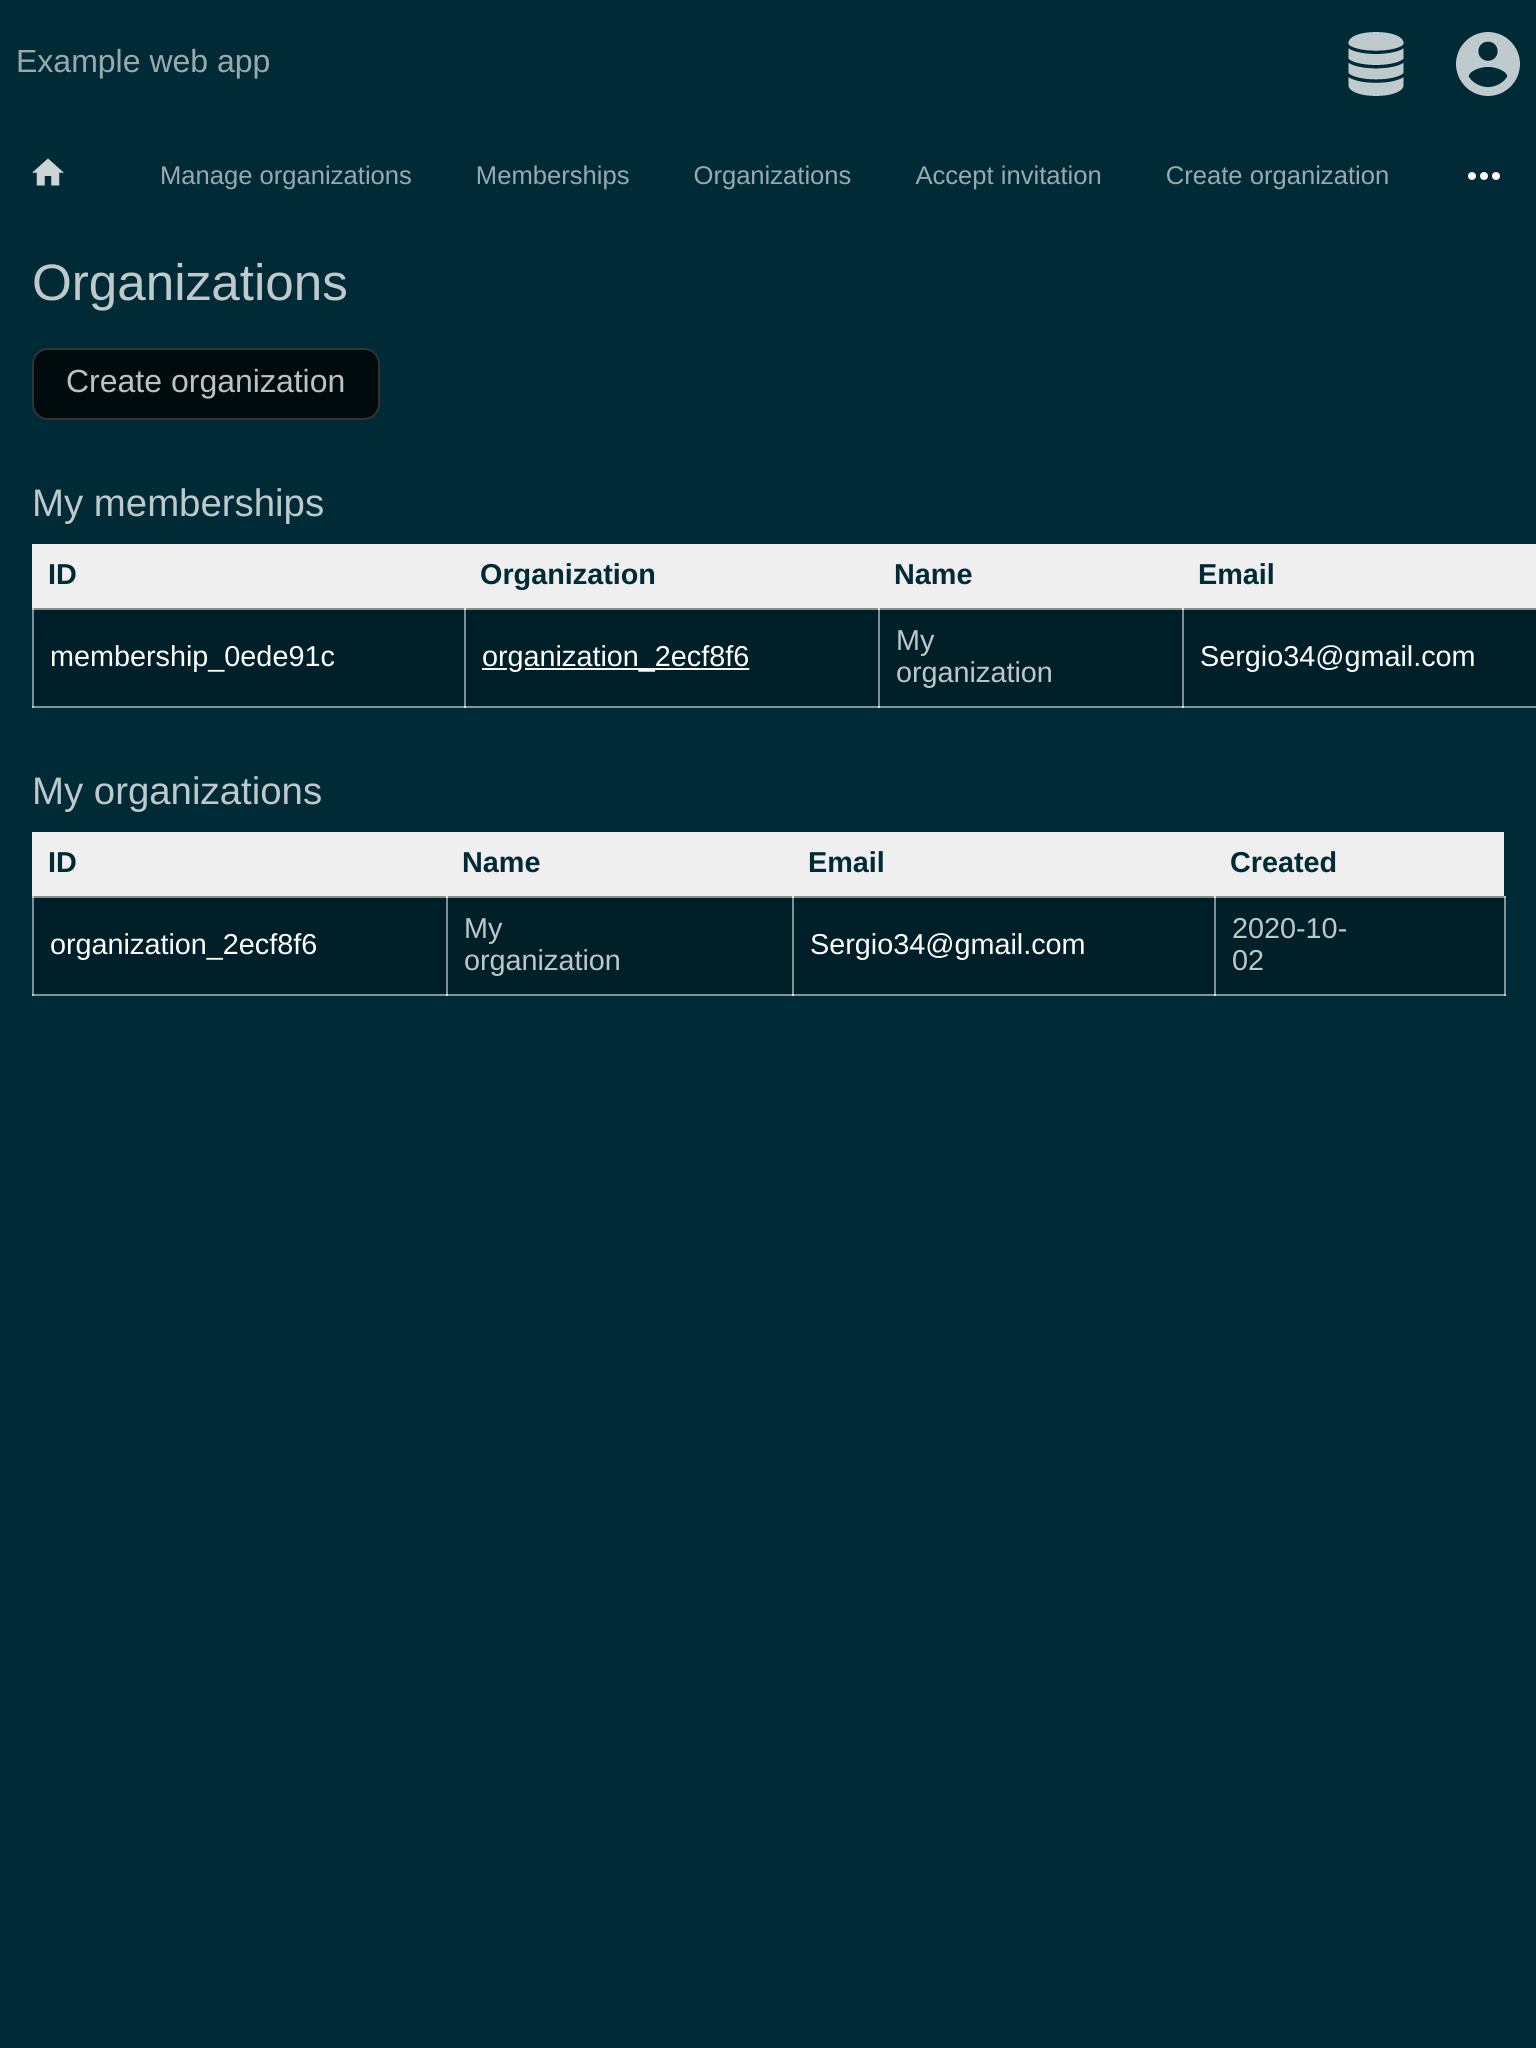 Example web app
Manage organizations Memberships Organizations Accept invitation Create organization
Organizations
Create organization
My memberships
ID Organization Name Email
membership_0ede91c organization_2ecf8f6 My organization Sergio34@gmail.com
My organizations
ID Name Email Created
organization_2ecf8f6 My organization Sergio34@gmail.com 2020-10-02